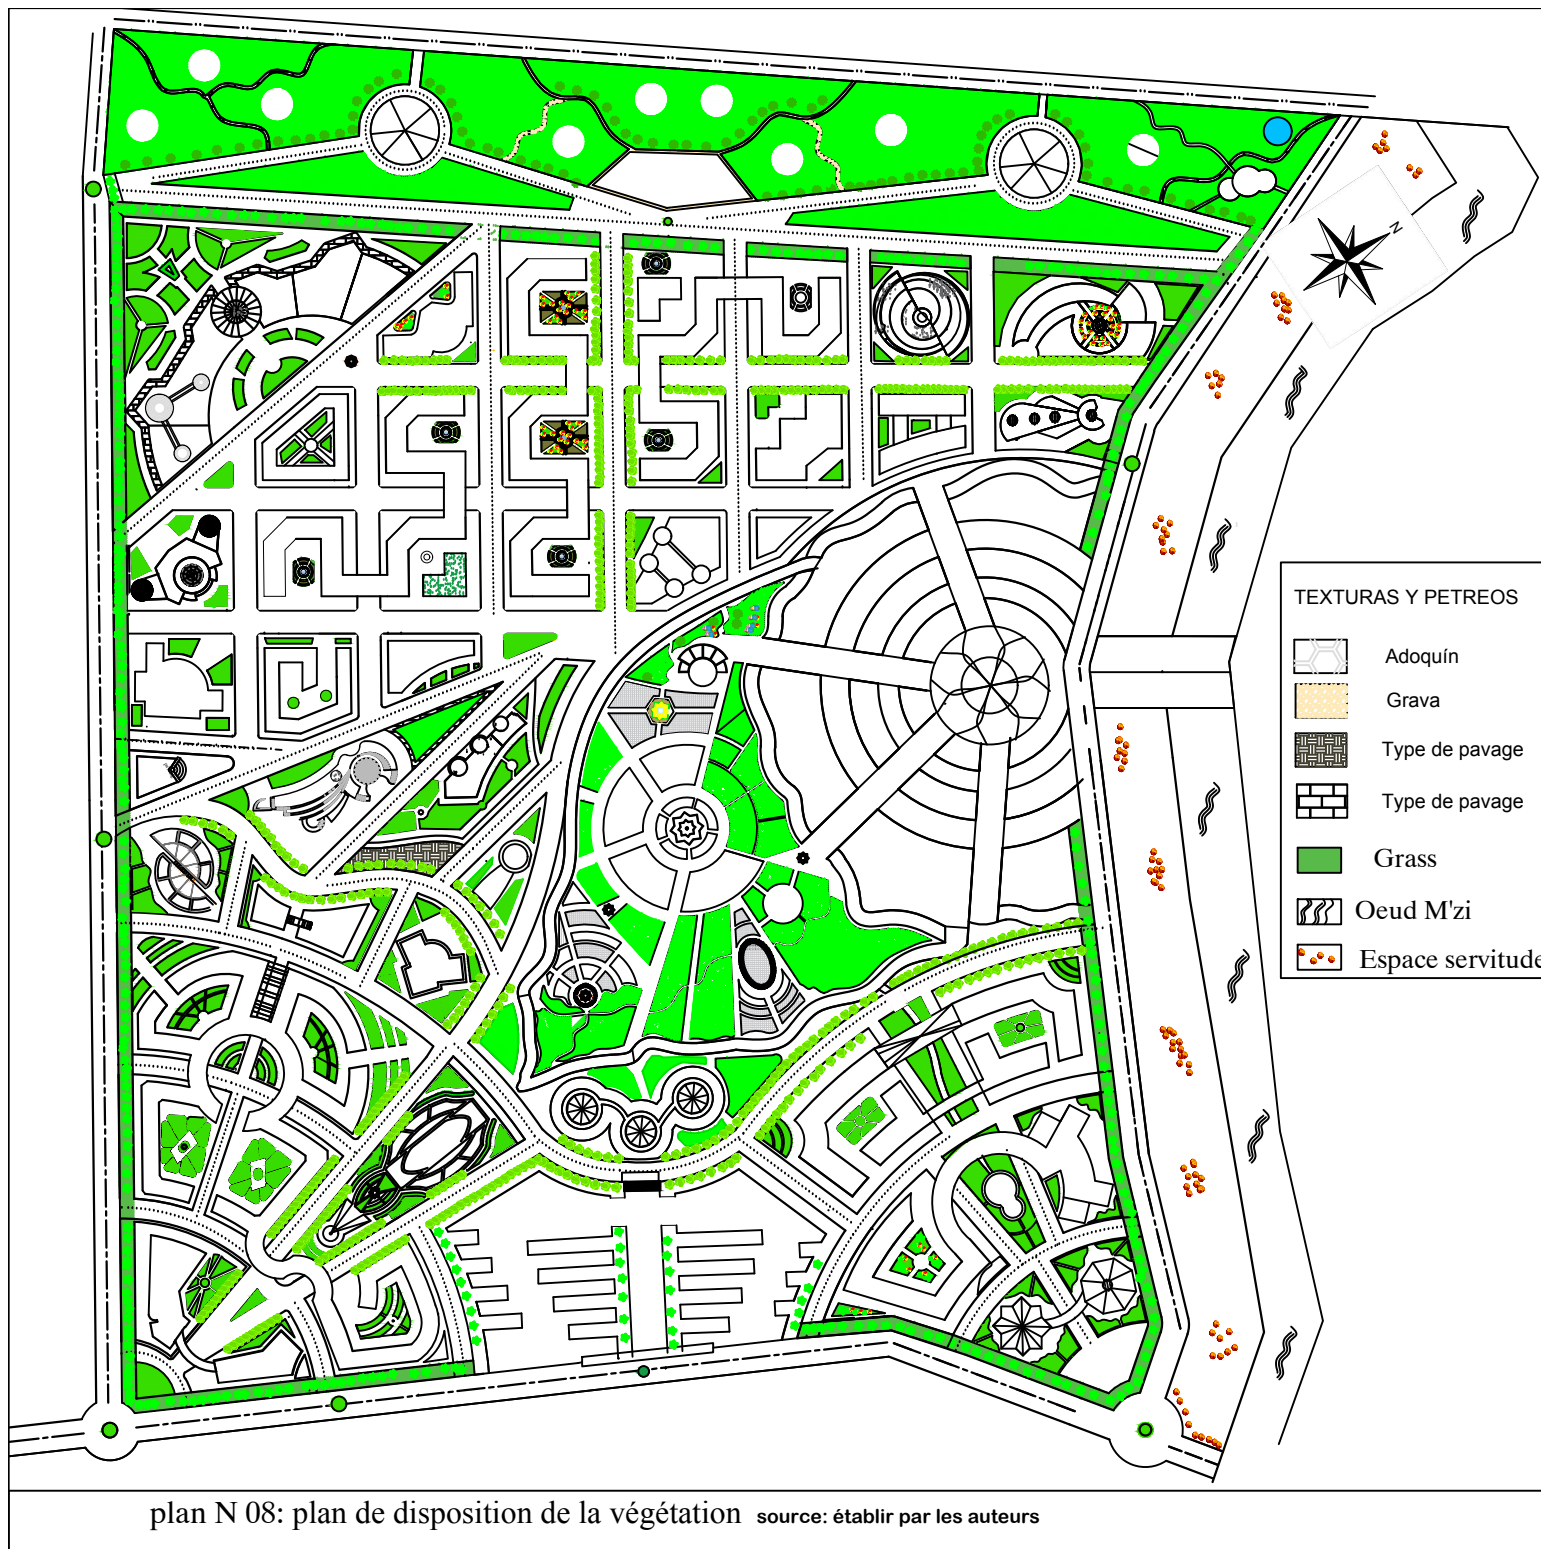 N
TEXTURAS Y PETREOS
Adoquín
Grava
Type de pavage
Type de pavage
Grass
Oeud M'zi
Espace servitude
plan N 08: plan de disposition de la végétation source: établir par les auteurs